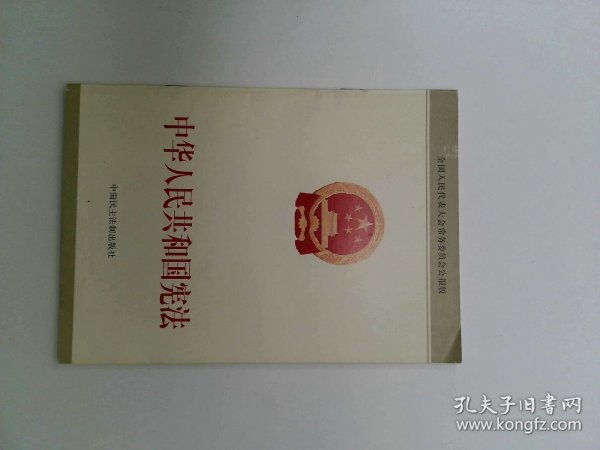 全国人民代表大会常务委员会公报版
中华人民共和国宪法
中国民主法制出版社
孔夫子旧书网
www.kongfz.com